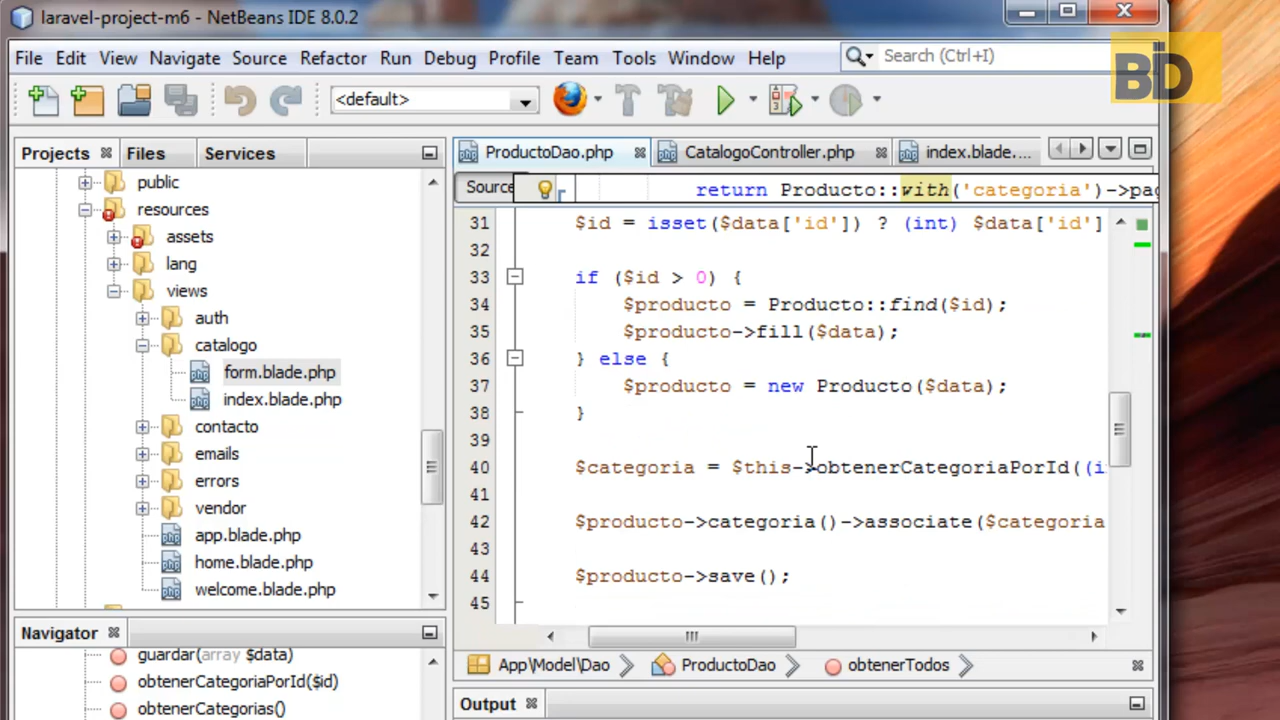 laravel-project-m6 - NetBeans IDE 8.0.2
File Edit View Navigate Source Refactor Run Debug Profile Team Tools Window Help
Search (Ctrl+I)
BID
<default>
Projects Files Services
public
resources
assets
lang
views
auth
catalogo
form.blade.php
index.blade.php
contacto
emails
errors
vendor
app.blade.php
home.blade.php
welcome.blade.php
Navigator
guardar(array $data)
obtenerCategoriaPorId($id)
obtenerCategorias()
ProductoDao.php CatalogoController.php index.blade....
Source
return Producto::with('categoria')->pag
31 $id = isset($data['id']) ? (int) $data['id']
32
33 if ($id > 0) {
34 $producto = Producto::find($id);
35 $producto->fill($data);
36 } else {
37 $producto = new Producto($data);
38 }
39
40 $categoria = $this->obtenerCategoriaPorId((i
41
42 $producto->categoria()->associate($categoria
43
44 $producto->save();
45
App\Model\Dao ProductoDao obtenerTodos
Output